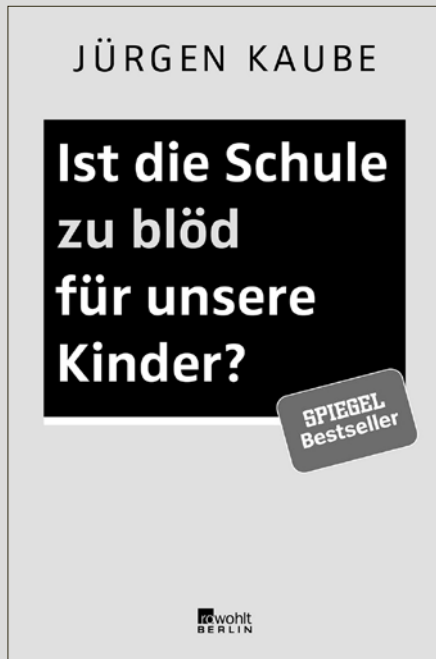 JÜRGEN KAUBE
Ist die Schule
zu blöd
für unsere
Kinder?
SPIEGEL
Bestseller
rowohlt
BERLIN